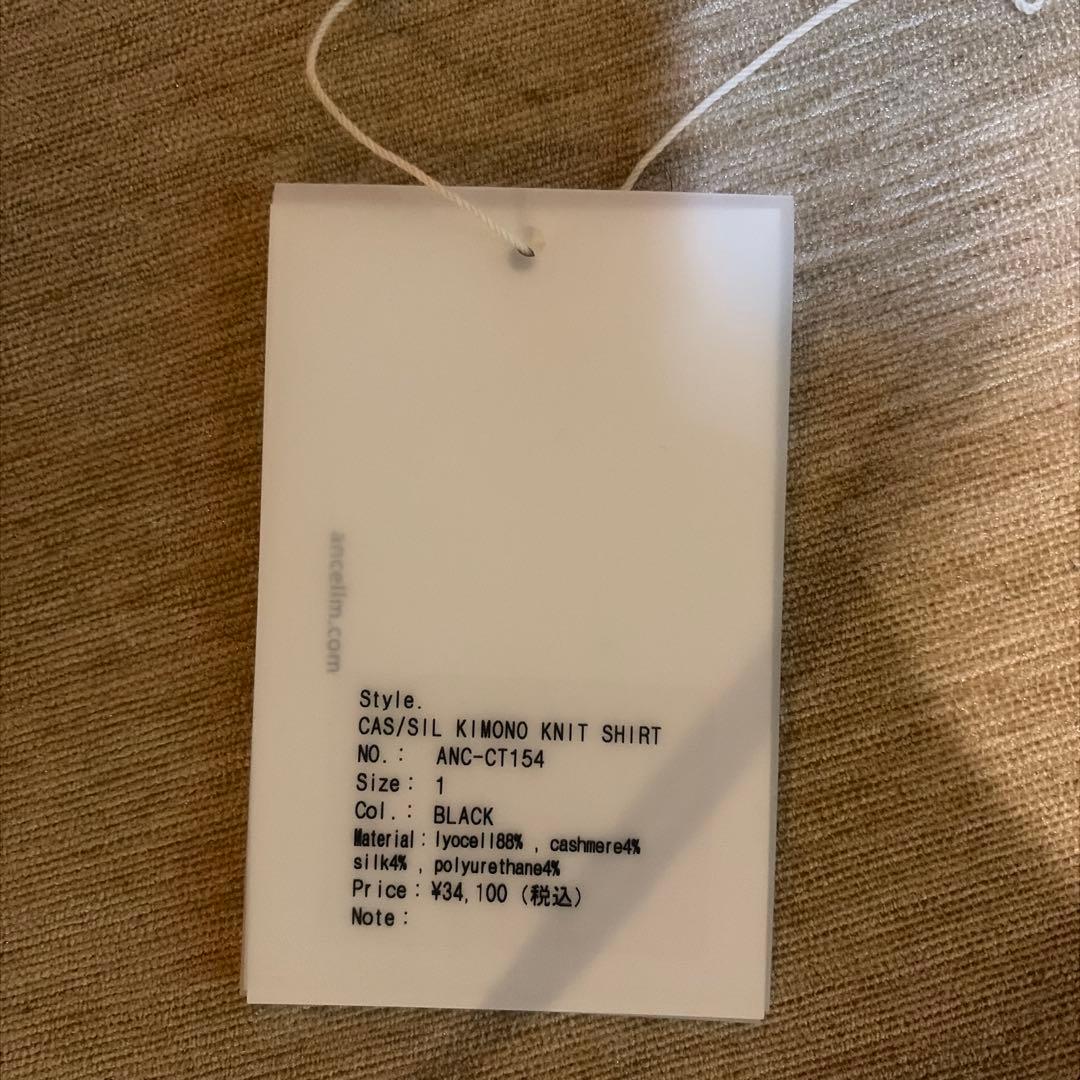 ancellm.com
Style.
CAS/SIL KIMONO KNIT SHIRT
NO.: ANC-CT154
Size: 1
Col.: BLACK
Material:lyocell88% , cashmere4%
silk4% , polyurethane4%
Price:¥34,100 (税込)
Note: